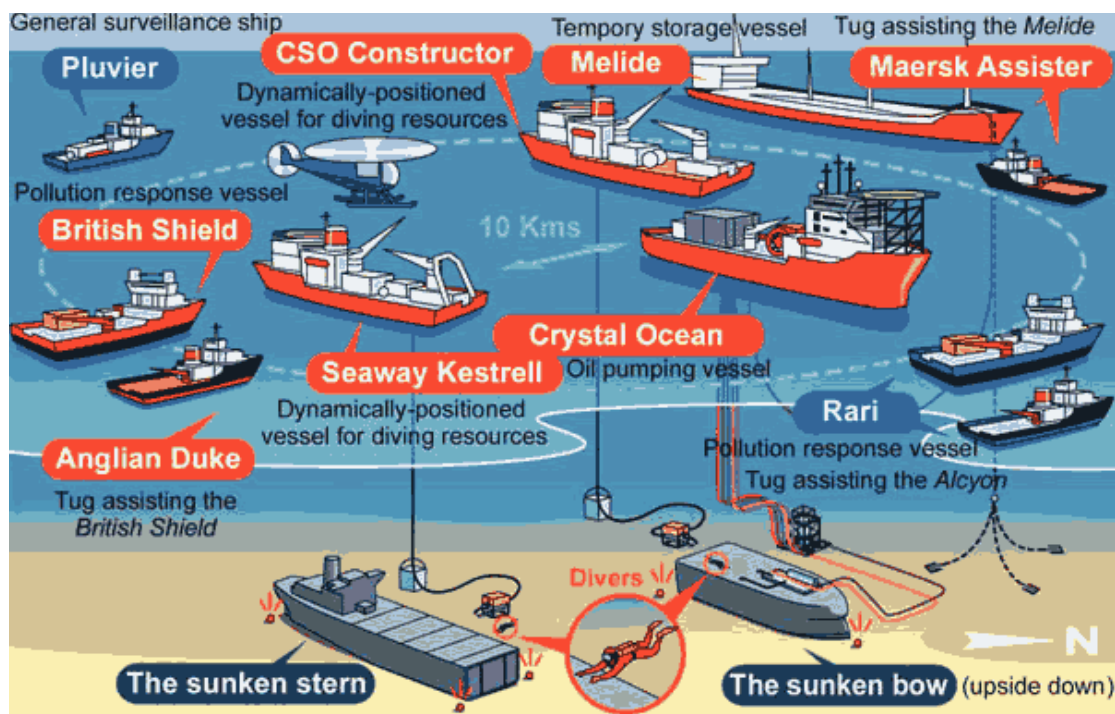 General surveillance ship
Pluvier
CSO Constructor
Dynamically-positioned
vessel for diving resources
Tempory storage vessel
Melide
Tug assisting the Melide
Maersk Assister
Pollution response vessel
British Shield
10 Kms
Crystal Ocean
Oil pumping vessel
Seaway Kestrell
Dynamically-positioned
vessel for diving resources
Rari
Pollution response vessel
Tug assisting the Alcyon
Anglian Duke
Tug assisting the
British Shield
Divers
N
The sunken stern
The sunken bow (upside down)